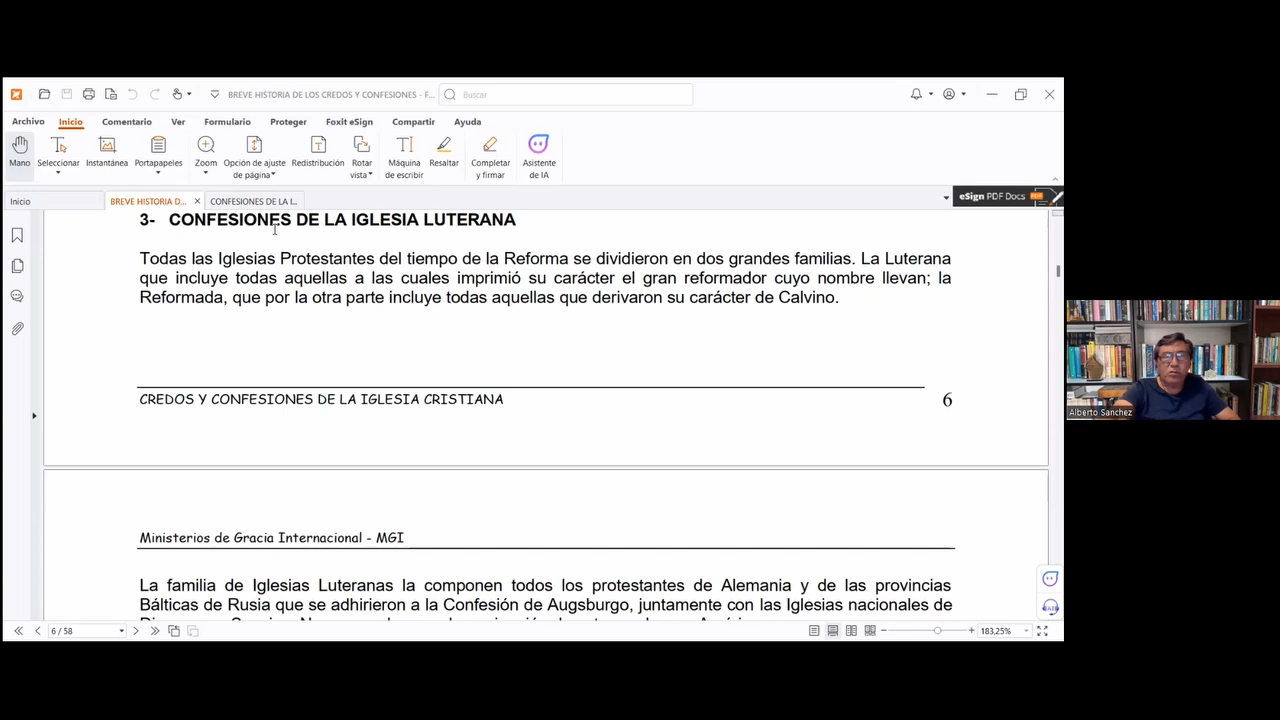 BREVE HISTORIA DE LOS CREDOS Y CONFESIONES - F...
Buscar
Archivo Inicio Comentario Ver Formulario Proteger Foxit eSign Compartir Ayuda
Mano Seleccionar Instantánea Portapapeles Zoom Opción de ajuste de página Redistribución Rotar vista Máquina de escribir Resaltar Completar y firmar Asistente de IA
Inicio BREVE HISTORIA D... CONFESIONES DE LA I... eSign PDF Docs
3- CONFESIONES DE LA IGLESIA LUTERANA
Todas las Iglesias Protestantes del tiempo de la Reforma se dividieron en dos grandes familias. La Luterana
que incluye todas aquellas a las cuales imprimió su carácter el gran reformador cuyo nombre llevan; la
Reformada, que por la otra parte incluye todas aquellas que derivaron su carácter de Calvino.
CREDOS Y CONFESIONES DE LA IGLESIA CRISTIANA 6
Ministerios de Gracia Internacional - MGI
La familia de Iglesias Luteranas la componen todos los protestantes de Alemania y de las provincias
Bálticas de Rusia que se adhirieron a la Confesión de Augsburgo, juntamente con las Iglesias nacionales de
6 / 58
183,25%
Alberto Sanchez